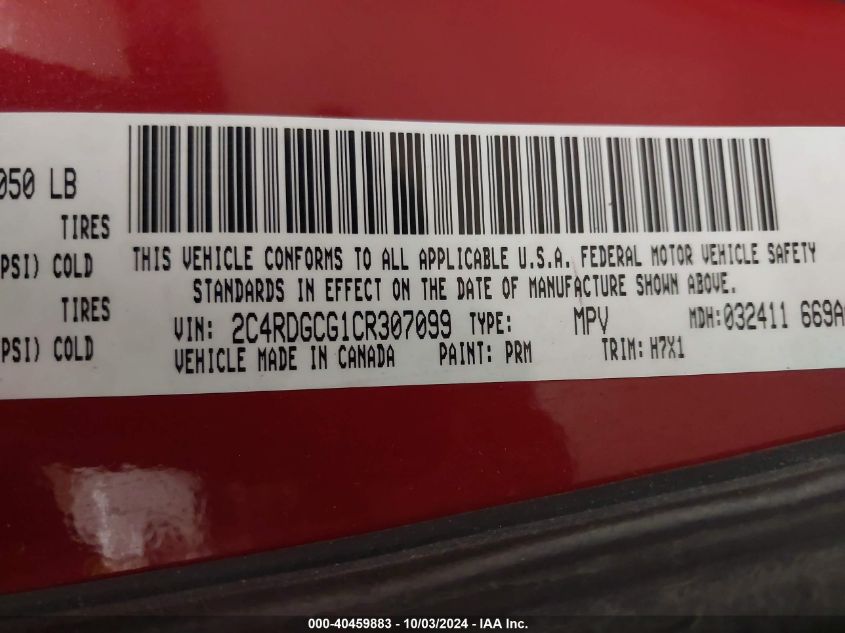 050 LB
TIRES
PSI) COLD
THIS VEHICLE CONFORMS TO ALL APPLICABLE U.S.A. FEDERAL MOTOR VEHICLE SAFETY
STANDARDS IN EFFECT ON THE DATE OF MANUFACTURE SHOWN ABOVE.
TIRES
VIN: 2C4RDGCG1CR307099 TYPE: MPV MDH:032411 669A
PSI) COLD
VEHICLE MADE IN CANADA PAINT: PRM TRIM: H7X1
000-40459883 - 10/03/2024 - IAA Inc.